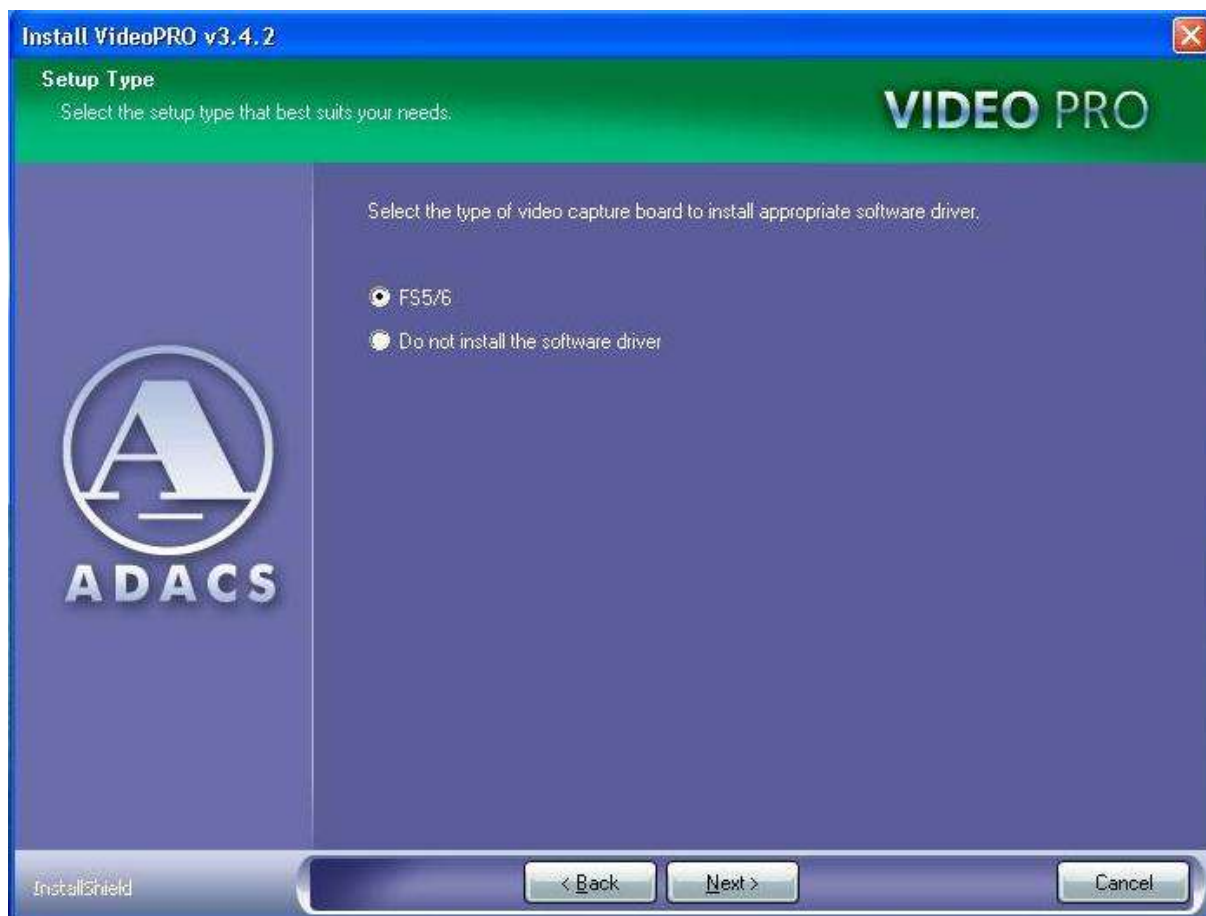 Install VideoPRO v3.4.2
Setup Type
Select the setup type that best suits your needs.
VIDEO PRO
Select the type of video capture board to install appropriate software driver.
FS5/6
Do not install the software driver
A
ADACS
InstallShield
< Back
Next >
Cancel